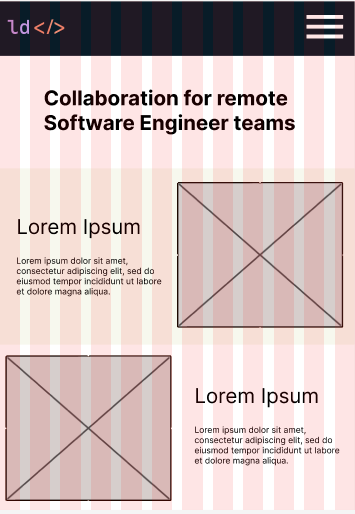 ld</>
Collaboration for remote
Software Engineer teams
Lorem Ipsum
Lorem ipsum dolor sit amet,
consectetur adipiscing elit, sed do
eiusmod tempor incididunt ut labore
et dolore magna aliqua.
Lorem Ipsum
Lorem ipsum dolor sit amet,
consectetur adipiscing elit, sed do
eiusmod tempor incididunt ut labore
et dolore magna aliqua.